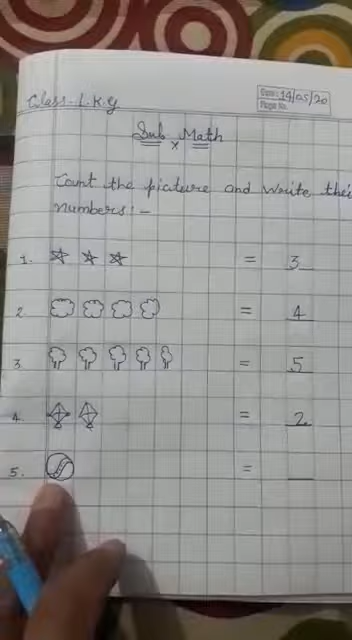 Class- L.K.G
Date: 14/05/20
Page No.
Sub x Math
Count the picture and write their
numbers:-
1. = 3
2. = 4
3. = 5
4. = 2
5. =